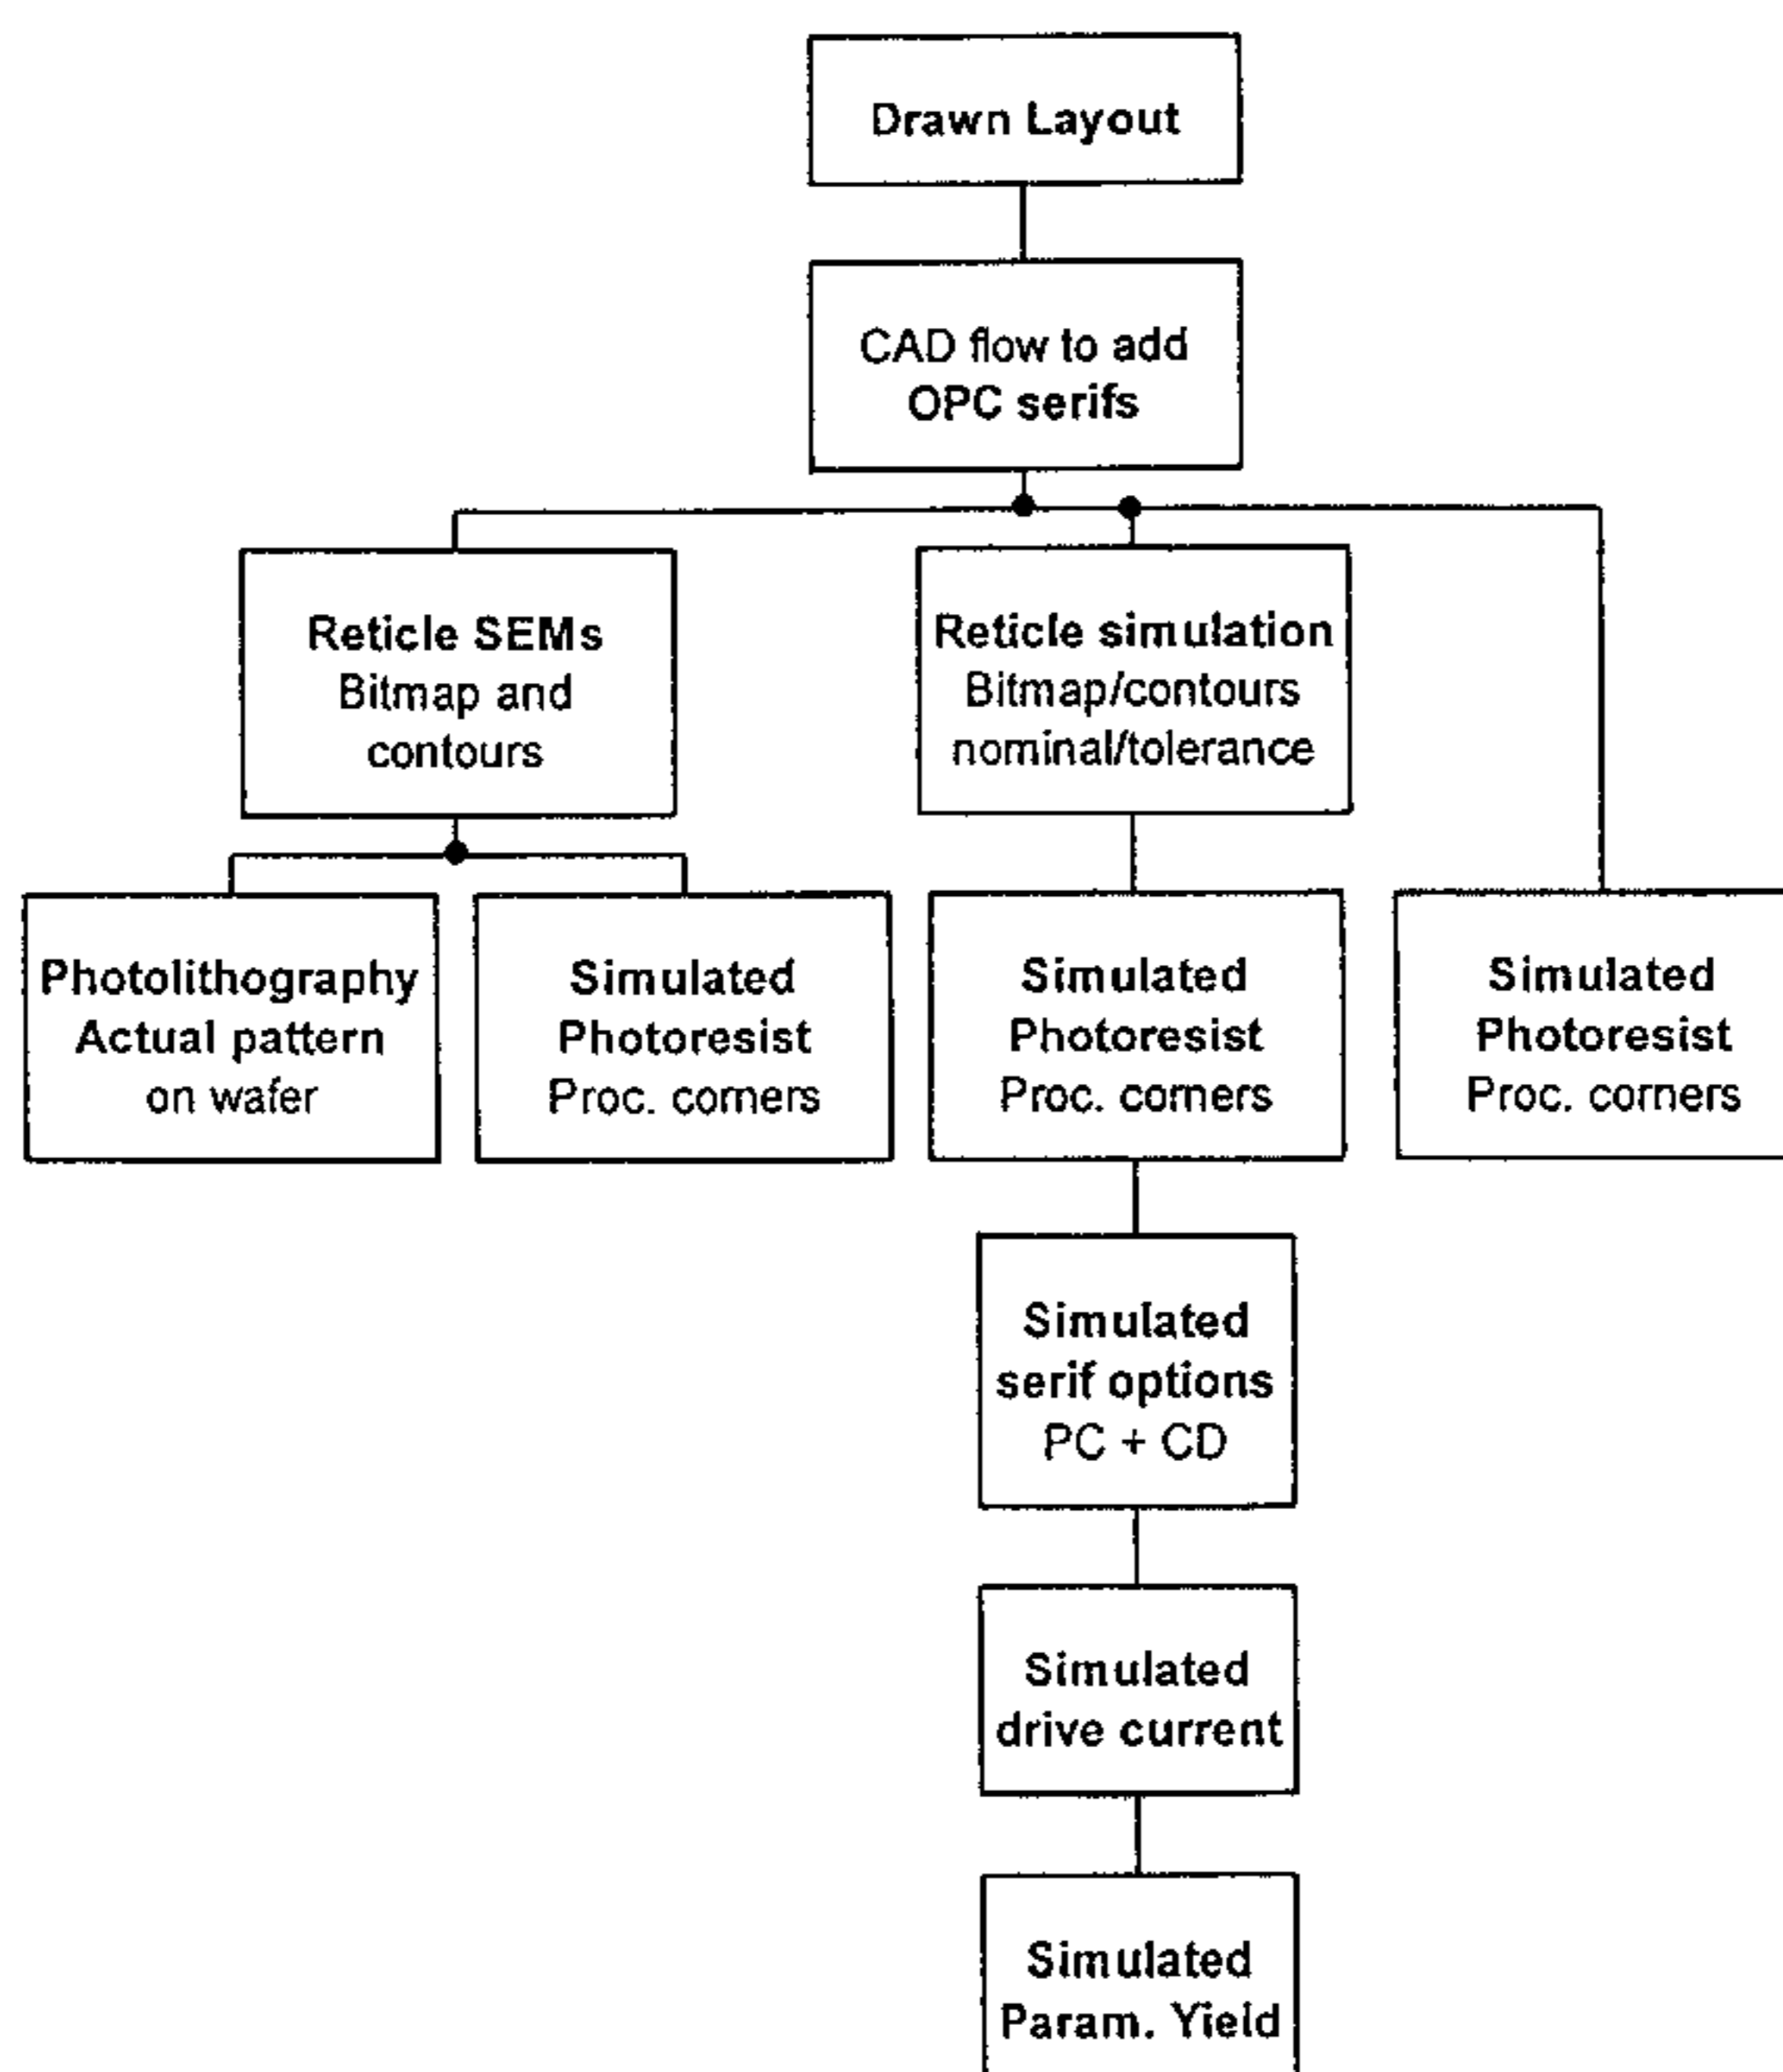 Drawn Layout
CAD flow to add
OPC serifs
Reticle SEMs
Bitmap and
contours
Reticle simulation
Bitmap/contours
nominal/tolerance
Photolithography
Actual pattern
on wafer
Simulated
Photoresist
Proc. corners
Simulated
Photoresist
Proc. corners
Simulated
Photoresist
Proc. corners
Simulated
serif options
PC + CD
Simulated
drive current
Simulated
Param. Yield